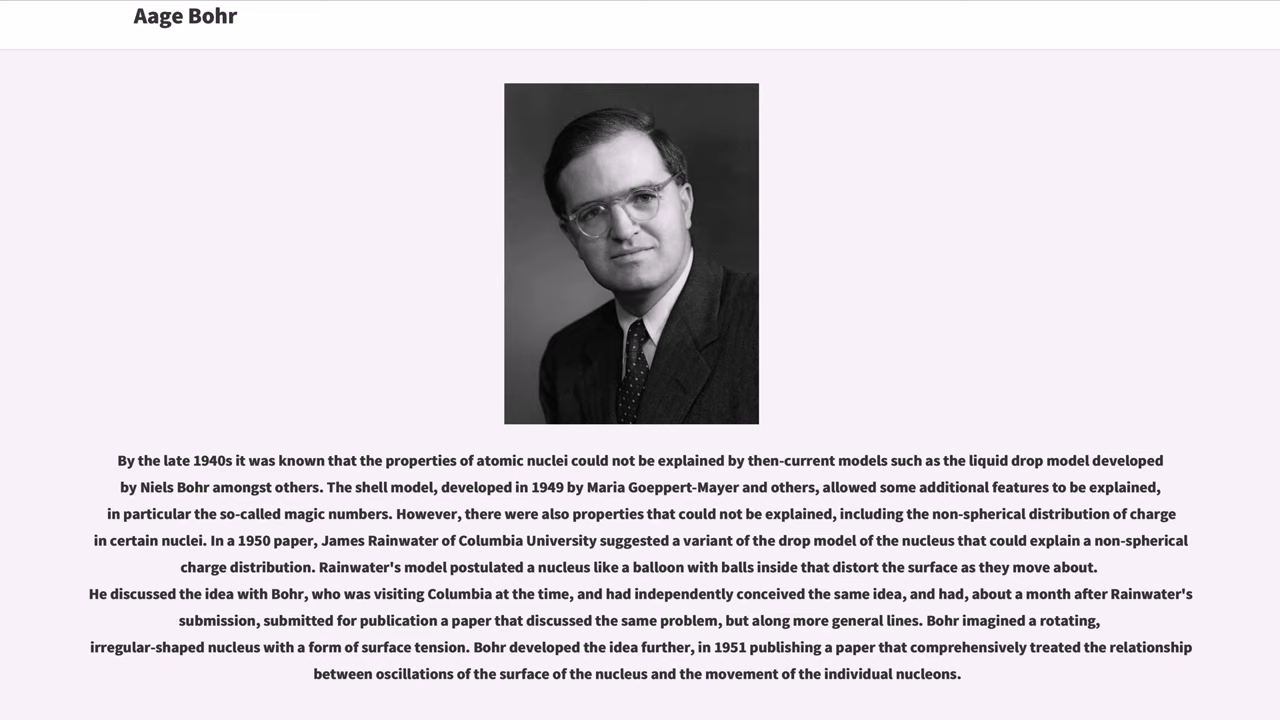 Aage Bohr
By the late 1940s it was known that the properties of atomic nuclei could not be explained by then-current models such as the liquid drop model developed
by Niels Bohr amongst others. The shell model, developed in 1949 by Maria Goeppert-Mayer and others, allowed some additional features to be explained,
in particular the so-called magic numbers. However, there were also properties that could not be explained, including the non-spherical distribution of charge
in certain nuclei. In a 1950 paper, James Rainwater of Columbia University suggested a variant of the drop model of the nucleus that could explain a non-spherical
charge distribution. Rainwater's model postulated a nucleus like a balloon with balls inside that distort the surface as they move about.
He discussed the idea with Bohr, who was visiting Columbia at the time, and had independently conceived the same idea, and had, about a month after Rainwater's
submission, submitted for publication a paper that discussed the same problem, but along more general lines. Bohr imagined a rotating,
irregular-shaped nucleus with a form of surface tension. Bohr developed the idea further, in 1951 publishing a paper that comprehensively treated the relationship
between oscillations of the surface of the nucleus and the movement of the individual nucleons.